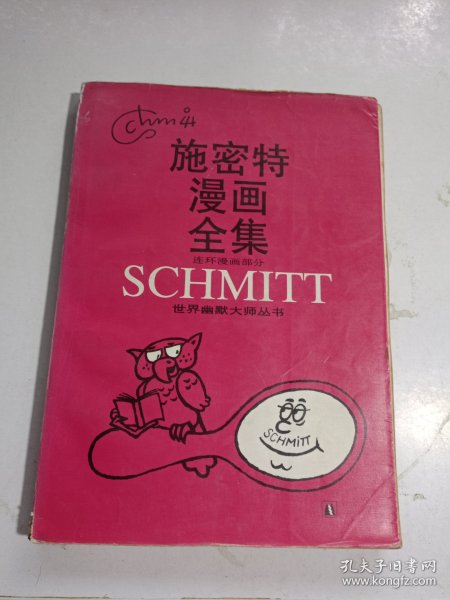 Schmitt
施密特
漫画
全集
连环漫画部分
SCHMITT
世界幽默大师丛书
SCHMITT
孔夫子旧书网
www.kongfz.com